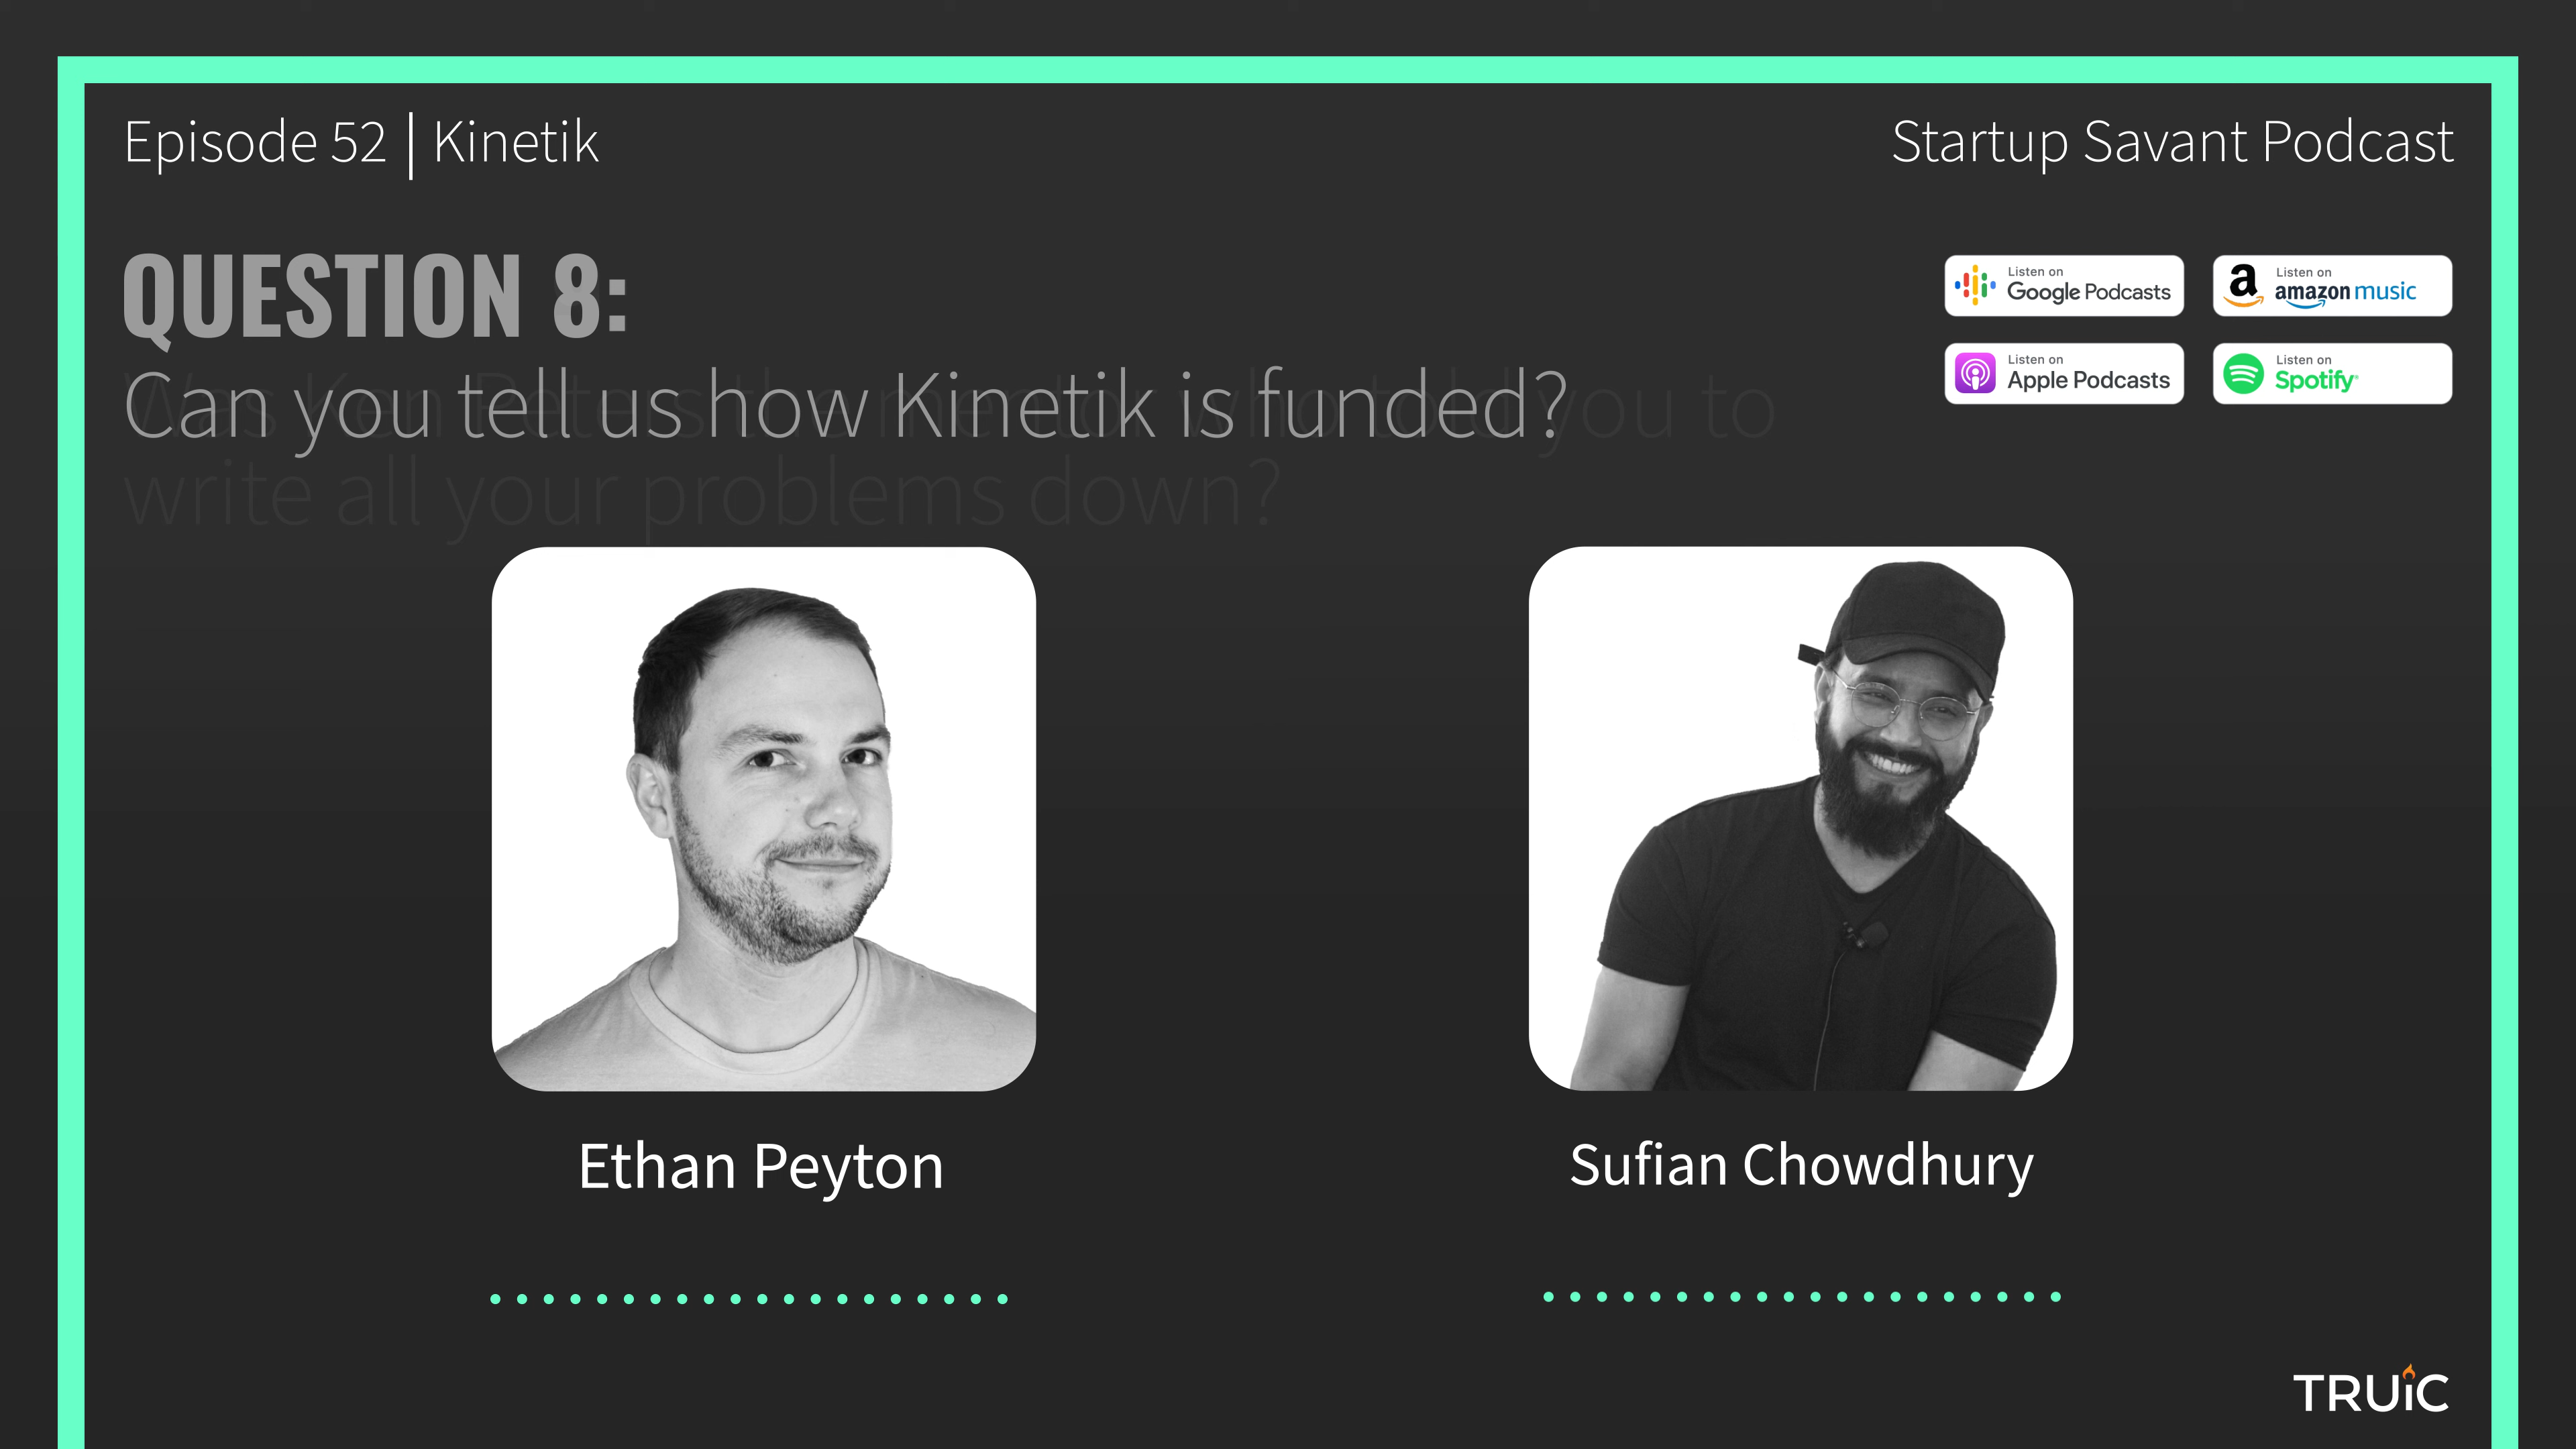 Episode 52 | Kinetik
Startup Savant Podcast
QUESTION 8:
Can you tell us how Kinetik is funded?
you to
write all your problems down?
Listen on
Google Podcasts
Listen on
amazon music
Listen on
Apple Podcasts
Listen on
Spotify
Ethan Peyton
Sufian Chowdhury
TRUiC